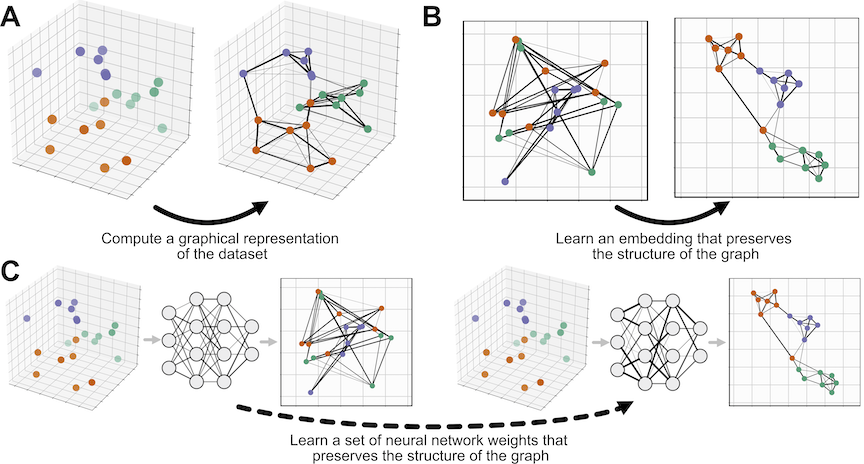 A
B
Compute a graphical representation
of the dataset
Learn an embedding that preserves
the structure of the graph
C
Learn a set of neural network weights that
preserves the structure of the graph